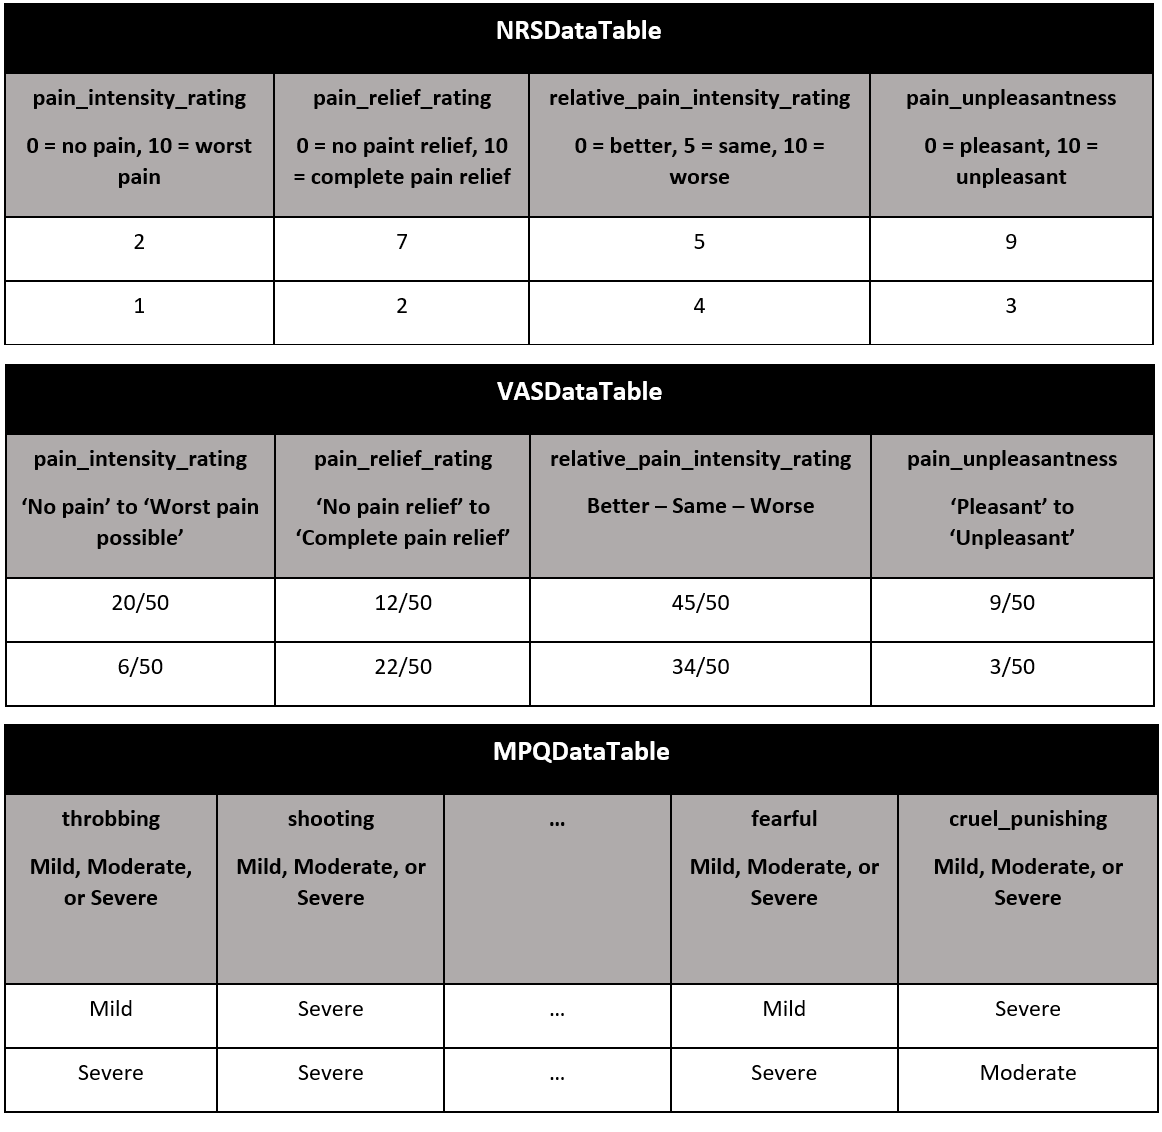 NRSDataTable
pain_intensity_rating
0 = no pain, 10 = worst
pain
pain_relief_rating
0 = no paint relief, 10
= complete pain relief
relative_pain_intensity_rating
0 = better, 5 = same, 10 =
worse
pain_unpleasantness
0 = pleasant, 10 =
unpleasant
2
7
5
9
1
2
4
3
VASDataTable
pain_intensity_rating
‘No pain’ to ‘Worst pain
possible’
pain_relief_rating
‘No pain relief’ to
‘Complete pain relief’
relative_pain_intensity_rating
Better – Same – Worse
pain_unpleasantness
‘Pleasant’ to
‘Unpleasant’
20/50
12/50
45/50
9/50
6/50
22/50
34/50
3/50
MPQDataTable
throbbing
Mild, Moderate,
or Severe
shooting
Mild, Moderate, or
Severe
...
fearful
Mild, Moderate, or
Severe
cruel_punishing
Mild, Moderate, or
Severe
Mild
Severe
...
Mild
Severe
Severe
Severe
...
Severe
Moderate